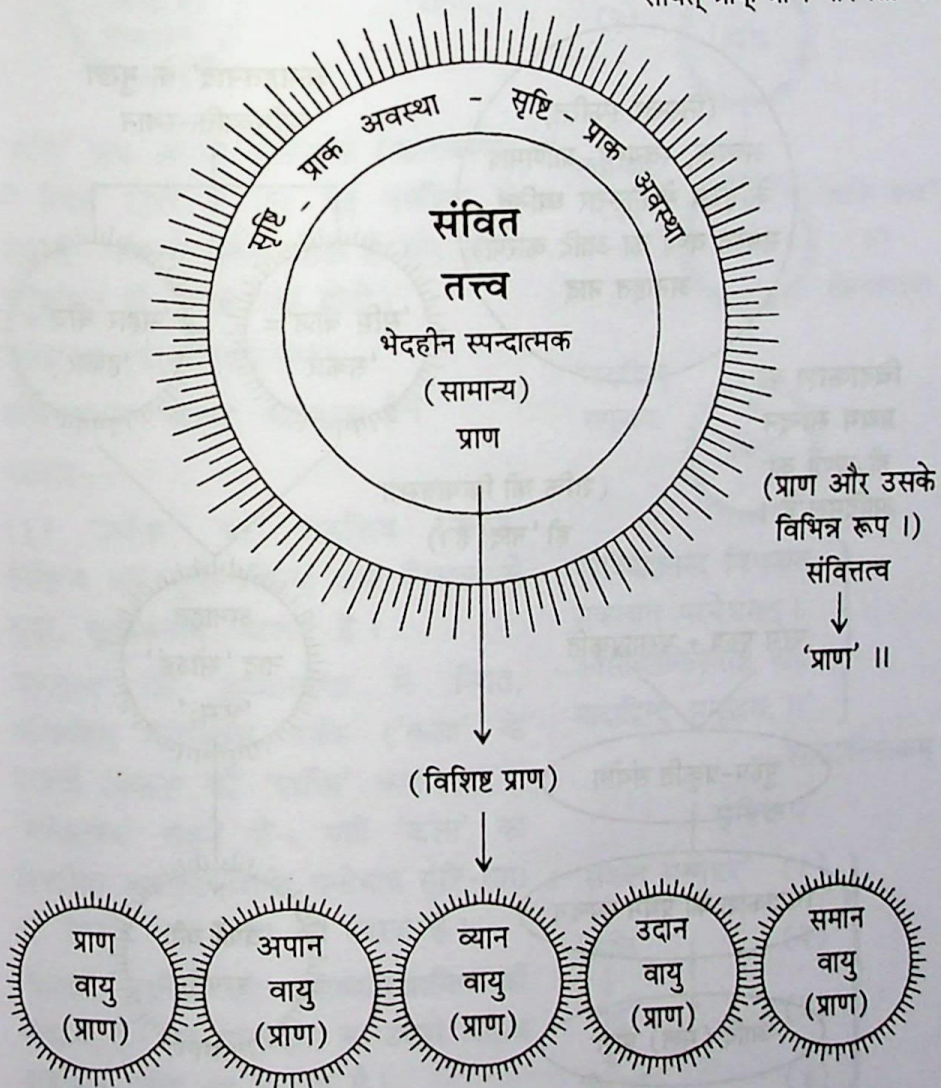 सृष्टि - प्राक अवस्था - सृष्टि - प्राक अवस्था
संवित
तत्त्व
भेदहीन स्पन्दात्मक
(सामान्य)
प्राण
(प्राण और उसके
विभिन्न रूप ।)
संवित्तत्व
'प्राण' ॥
(विशिष्ट प्राण)
प्राण
वायु
(प्राण)
अपान
वायु
(प्राण)
व्यान
वायु
(प्राण)
उदान
वायु
(प्राण)
समान
वायु
(प्राण)